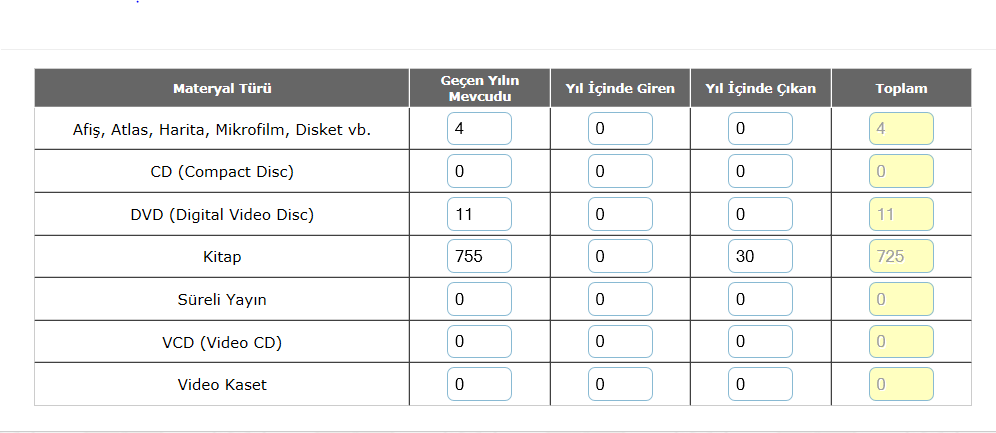 Materyal Türü Geçen Yılın Mevcudu Yıl İçinde Giren Yıl İçinde Çıkan Toplam
Afiş, Atlas, Harita, Mikrofilm, Disket vb. 4 0 0 4
CD (Compact Disc) 0 0 0 0
DVD (Digital Video Disc) 11 0 0 11
Kitap 755 0 30 725
Süreli Yayın 0 0 0 0
VCD (Video CD) 0 0 0 0
Video Kaset 0 0 0 0